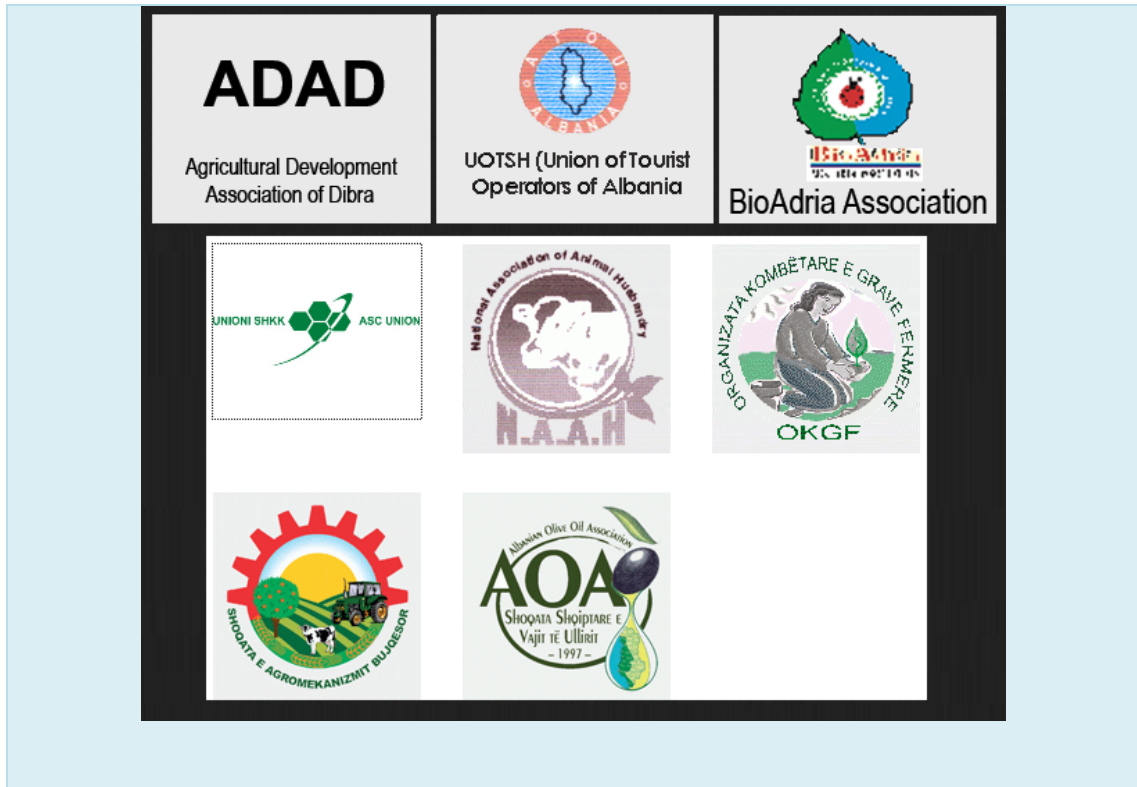 ADAD
Agricultural Development
Association of Dibra
ATOU
ALBANIA
UOTSH (Union of Tourist
Operators of Albania
BioAdria
BioAdria Association
UNIONI SHKK
ASC UNION
National Association of Animal Husbandry
N.A.A.H
ORGANIZATA KOMBËTARE E GRAVE FERMERE
OKGF
SHOQATA E AGROMEKANIZMIT BUJQESOR
Albanian Olive Oil Association
AOA
Shoqata Shqiptare e
Vajit të Ullirit
– 1997 –